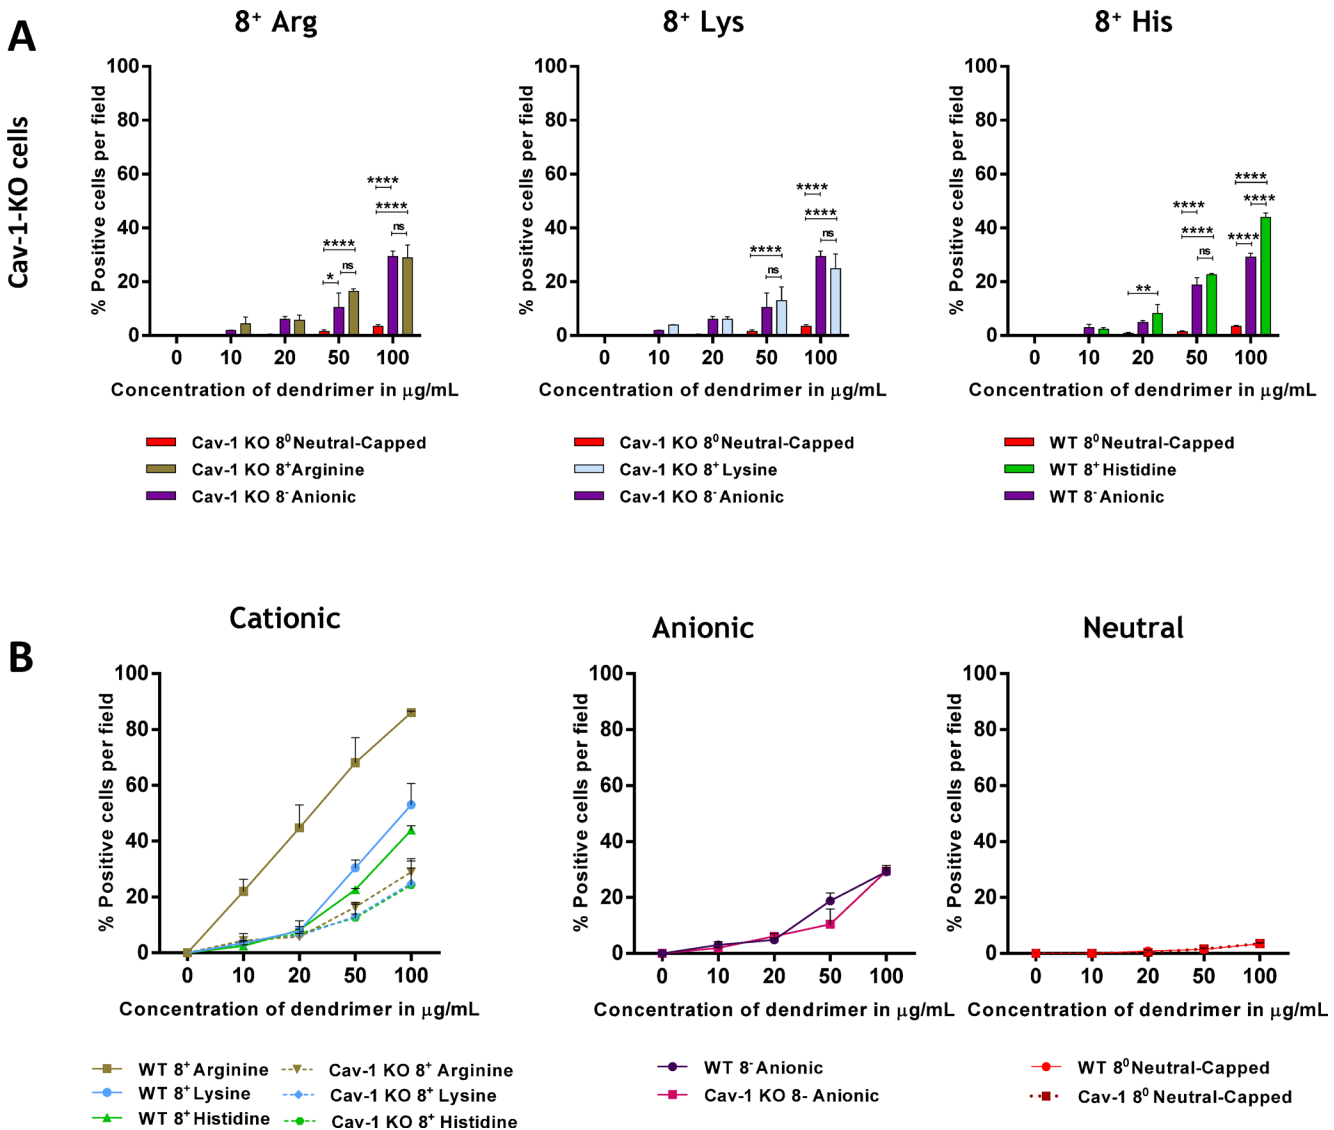 A
Cav-1-KO cells
8⁺ Arg
% Positive cells per field
100
80
60
40
20
0
****
****
ns
****
ns
*
0 10 20 50 100
Concentration of dendrimer in μg/mL
Cav-1 KO 8⁰ Neutral-Capped
Cav-1 KO 8⁺ Arginine
Cav-1 KO 8⁻ Anionic
8⁺ Lys
% positive cells per field
100
80
60
40
20
0
****
****
ns
****
ns
0 10 20 50 100
Concentration of dendrimer in μg/mL
Cav-1 KO 8⁰ Neutral-Capped
Cav-1 KO 8⁺ Lysine
Cav-1 KO 8⁻ Anionic
8⁺ His
% Positive cells per field
100
80
60
40
20
0
****
****
****
****
****
ns
**
0 10 20 50 100
Concentration of dendrimer in μg/mL
WT 8⁰ Neutral-Capped
WT 8⁺ Histidine
WT 8⁻ Anionic
B
Cationic
% Positive cells per field
100
80
60
40
20
0
0 10 20 50 100
Concentration of dendrimer in μg/mL
WT 8⁺ Arginine
WT 8⁺ Lysine
WT 8⁺ Histidine
Cav-1 KO 8⁺ Arginine
Cav-1 KO 8⁺ Lysine
Cav-1 KO 8⁺ Histidine
Anionic
% Positive cells per field
100
80
60
40
20
0
0 10 20 50 100
Concentration of dendrimer in μg/mL
WT 8⁻ Anionic
Cav-1 KO 8- Anionic
Neutral
% Positive cells per field
100
80
60
40
20
0
0 10 20 50 100
Concentration of dendrimer in μg/mL
WT 8⁰ Neutral-Capped
Cav-1 8⁰ Neutral-Capped